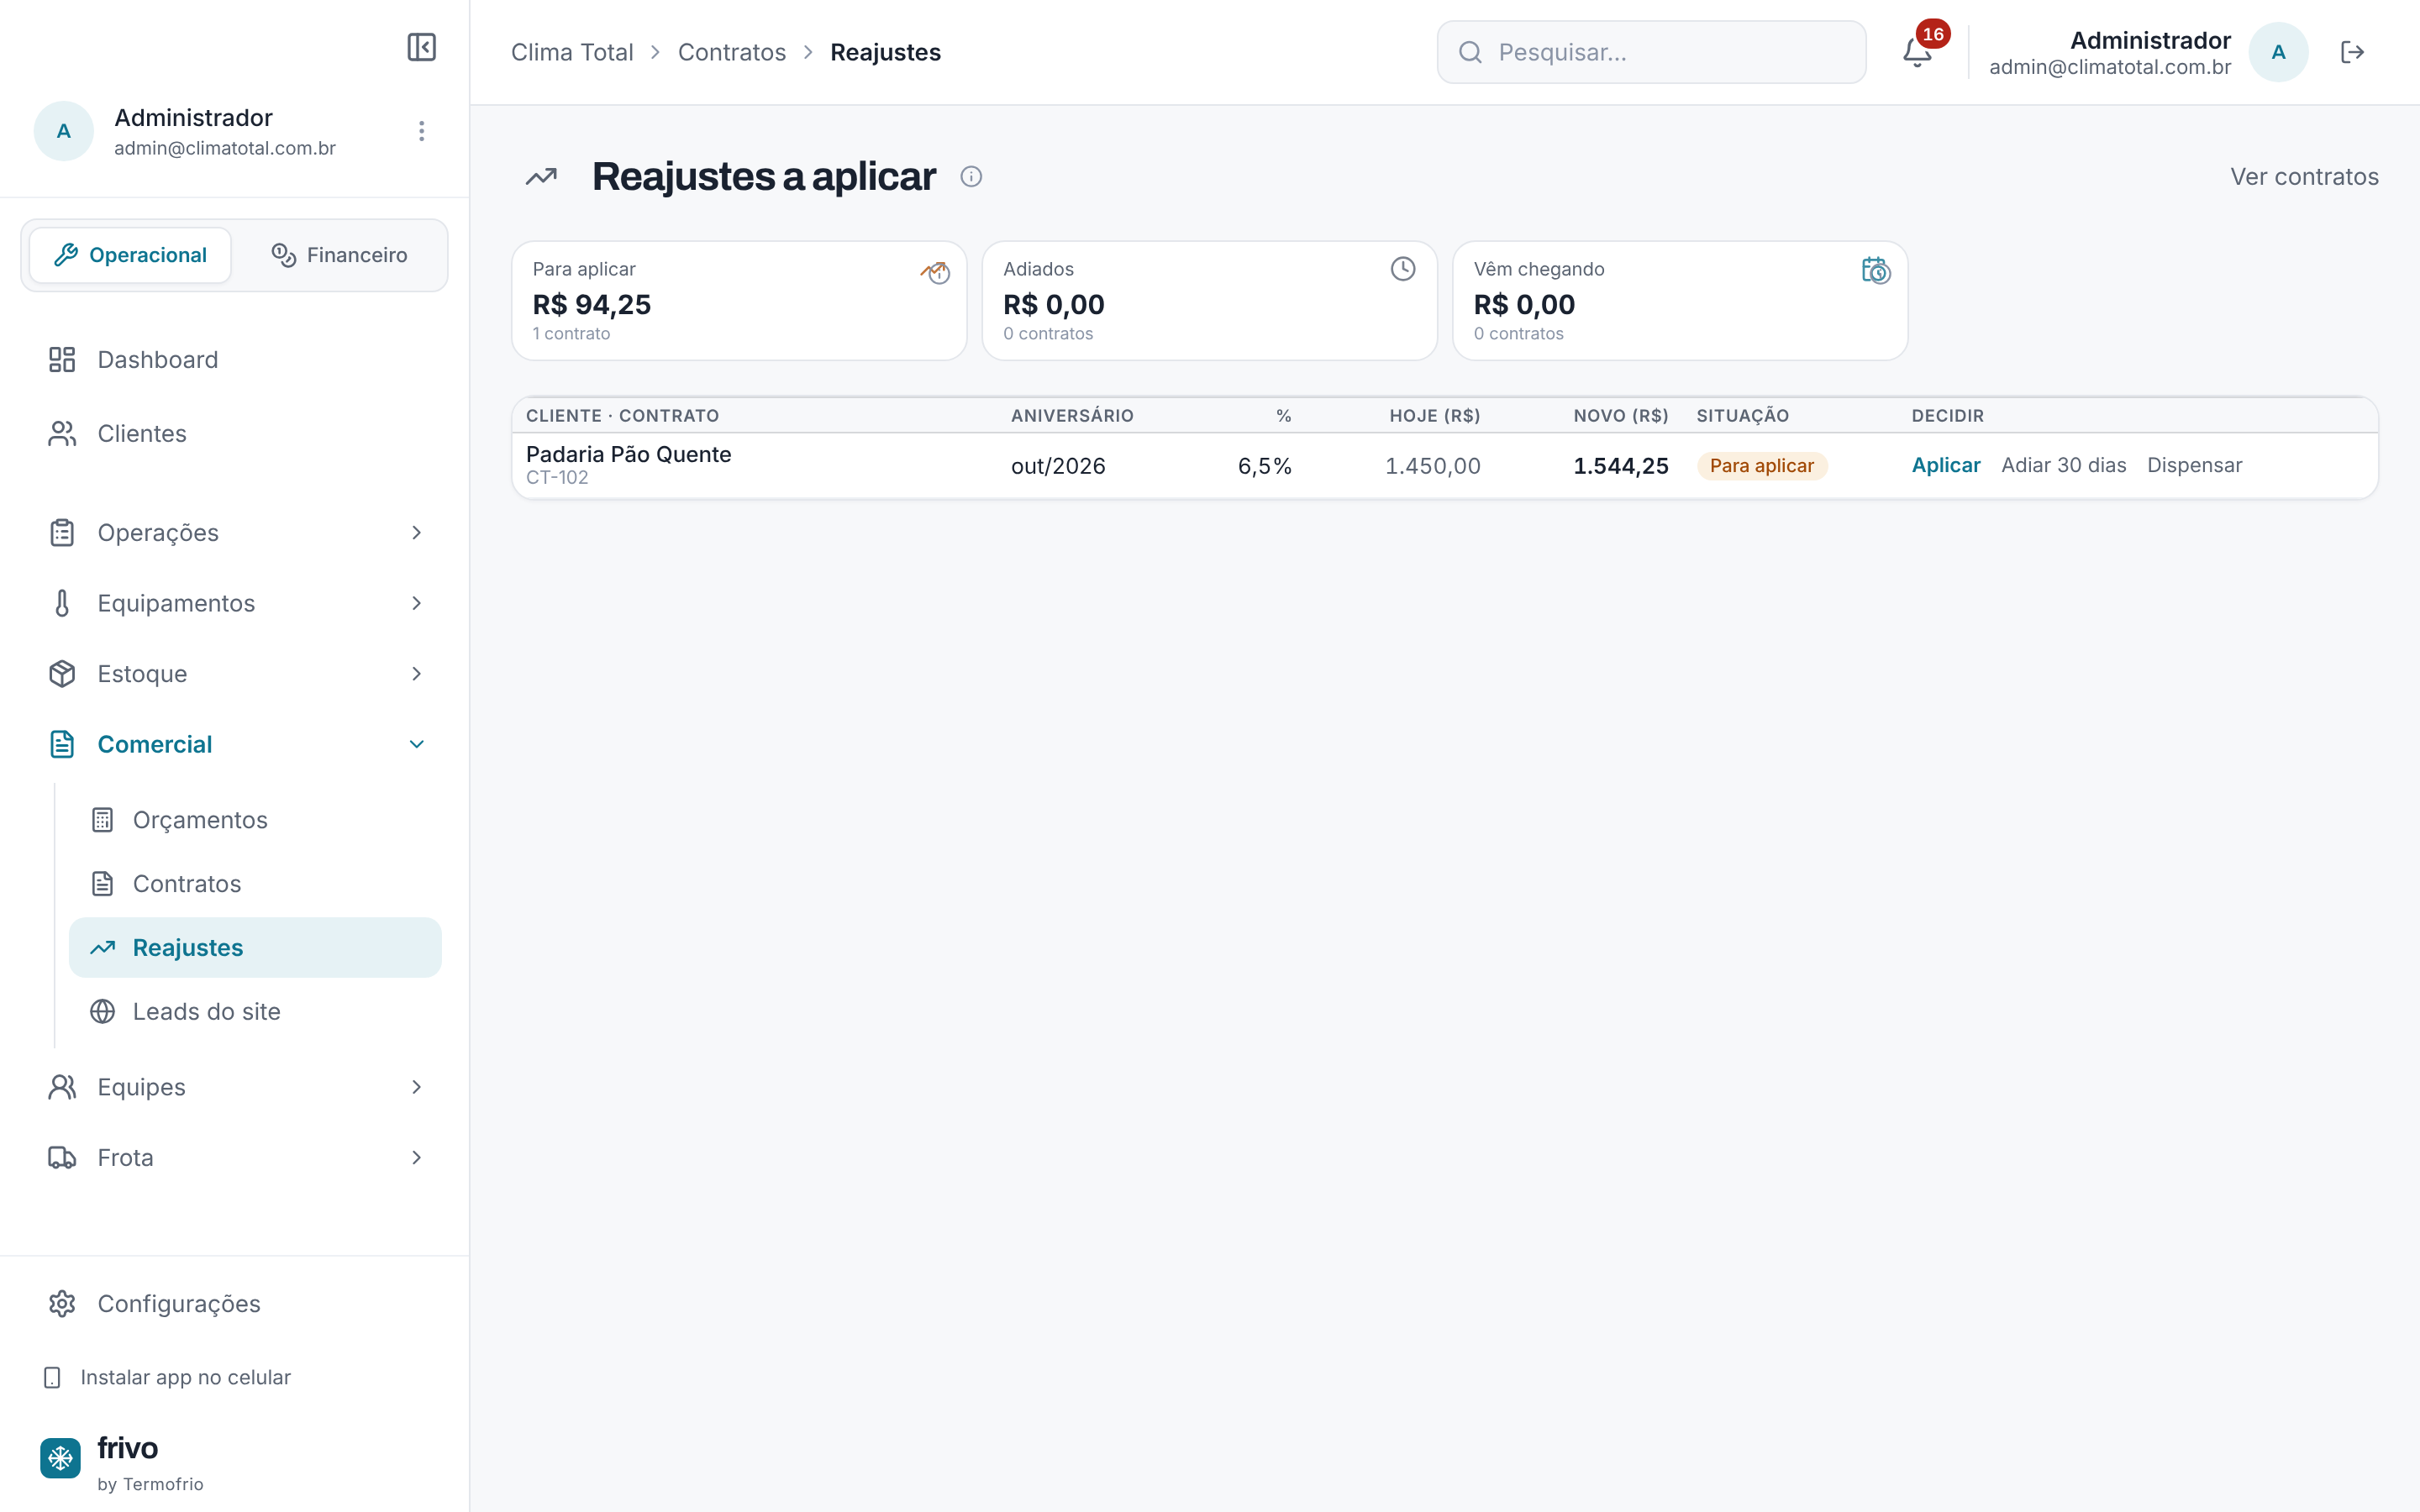 Administrador
admin@climatotal.com.br
A
Operacional
Financeiro
Dashboard
Clientes
Operações
Equipamentos
Estoque
Comercial
Orçamentos
Contratos
Reajustes
Leads do site
Equipes
Frota
Configurações
Instalar app no celular
frivo
by Termofrio
Clima Total > Contratos > Reajustes
Pesquisar...
16
Administrador
admin@climatotal.com.br
A
Reajustes a aplicar
Ver contratos
Para aplicar
R$ 94,25
1 contrato
Adiados
R$ 0,00
0 contratos
Vêm chegando
R$ 0,00
0 contratos
CLIENTE · CONTRATO ANIVERSÁRIO % HOJE (R$) NOVO (R$) SITUAÇÃO DECIDIR
Padaria Pão Quente
CT-102
out/2026 6,5% 1.450,00 1.544,25 Para aplicar Aplicar Adiar 30 dias Dispensar